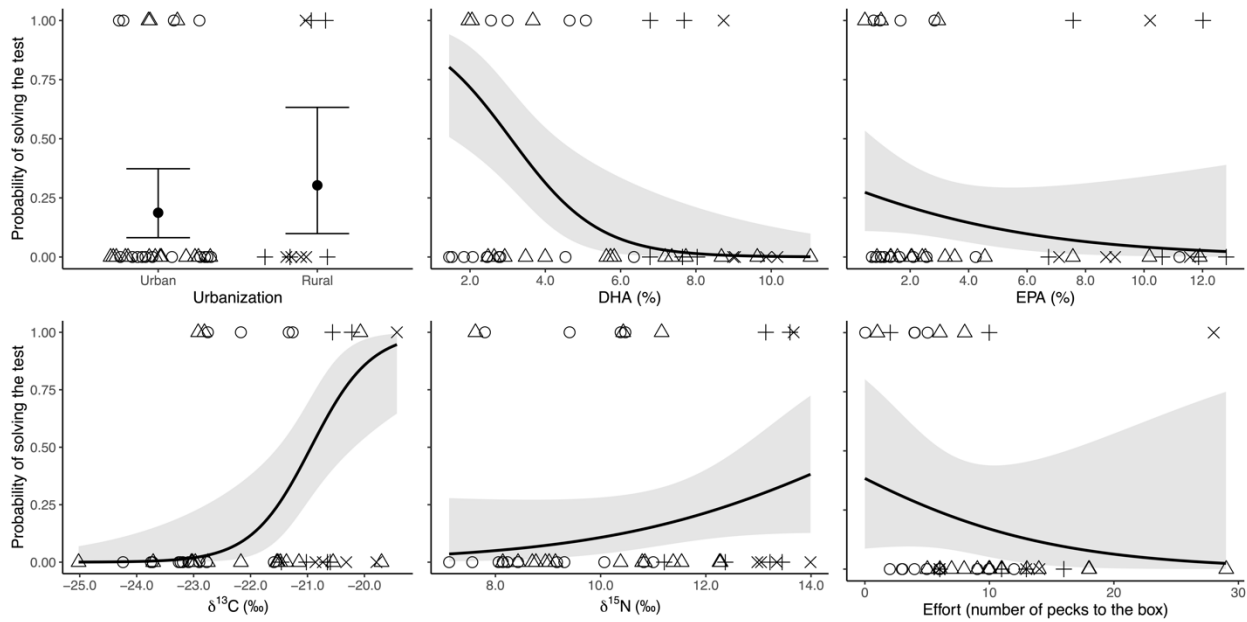 Probability of solving the test
1.00
0.75
0.50
0.25
0.00
Urban Rural
Urbanization
2.0 4.0 6.0 8.0 10.0
DHA (%)
2.0 4.0 6.0 8.0 10.0 12.0
EPA (%)
Probability of solving the test
1.00
0.75
0.50
0.25
0.00
-25.0 -24.0 -23.0 -22.0 -21.0 -20.0
δ¹³C (‰)
8.0 10.0 12.0 14.0
δ¹⁵N (‰)
0 10 20 30
Effort (number of pecks to the box)